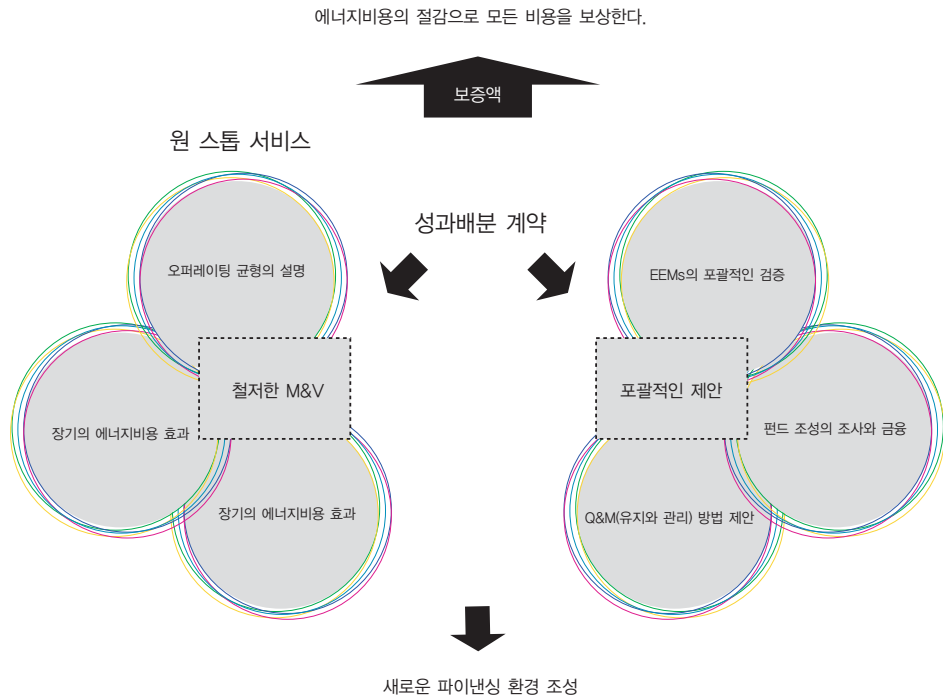 에너지비용의 절감으로 모든 비용을 보상한다.
보증액
원 스톱 서비스
성과배분 계약
오퍼레이팅 균형의 설명
EEMs의 포괄적인 검증
철저한 M&V
포괄적인 제안
장기의 에너지비용 효과
펀드 조성의 조사와 금융
장기의 에너지비용 효과
Q&M(유지와 관리) 방법 제안
새로운 파이낸싱 환경 조성